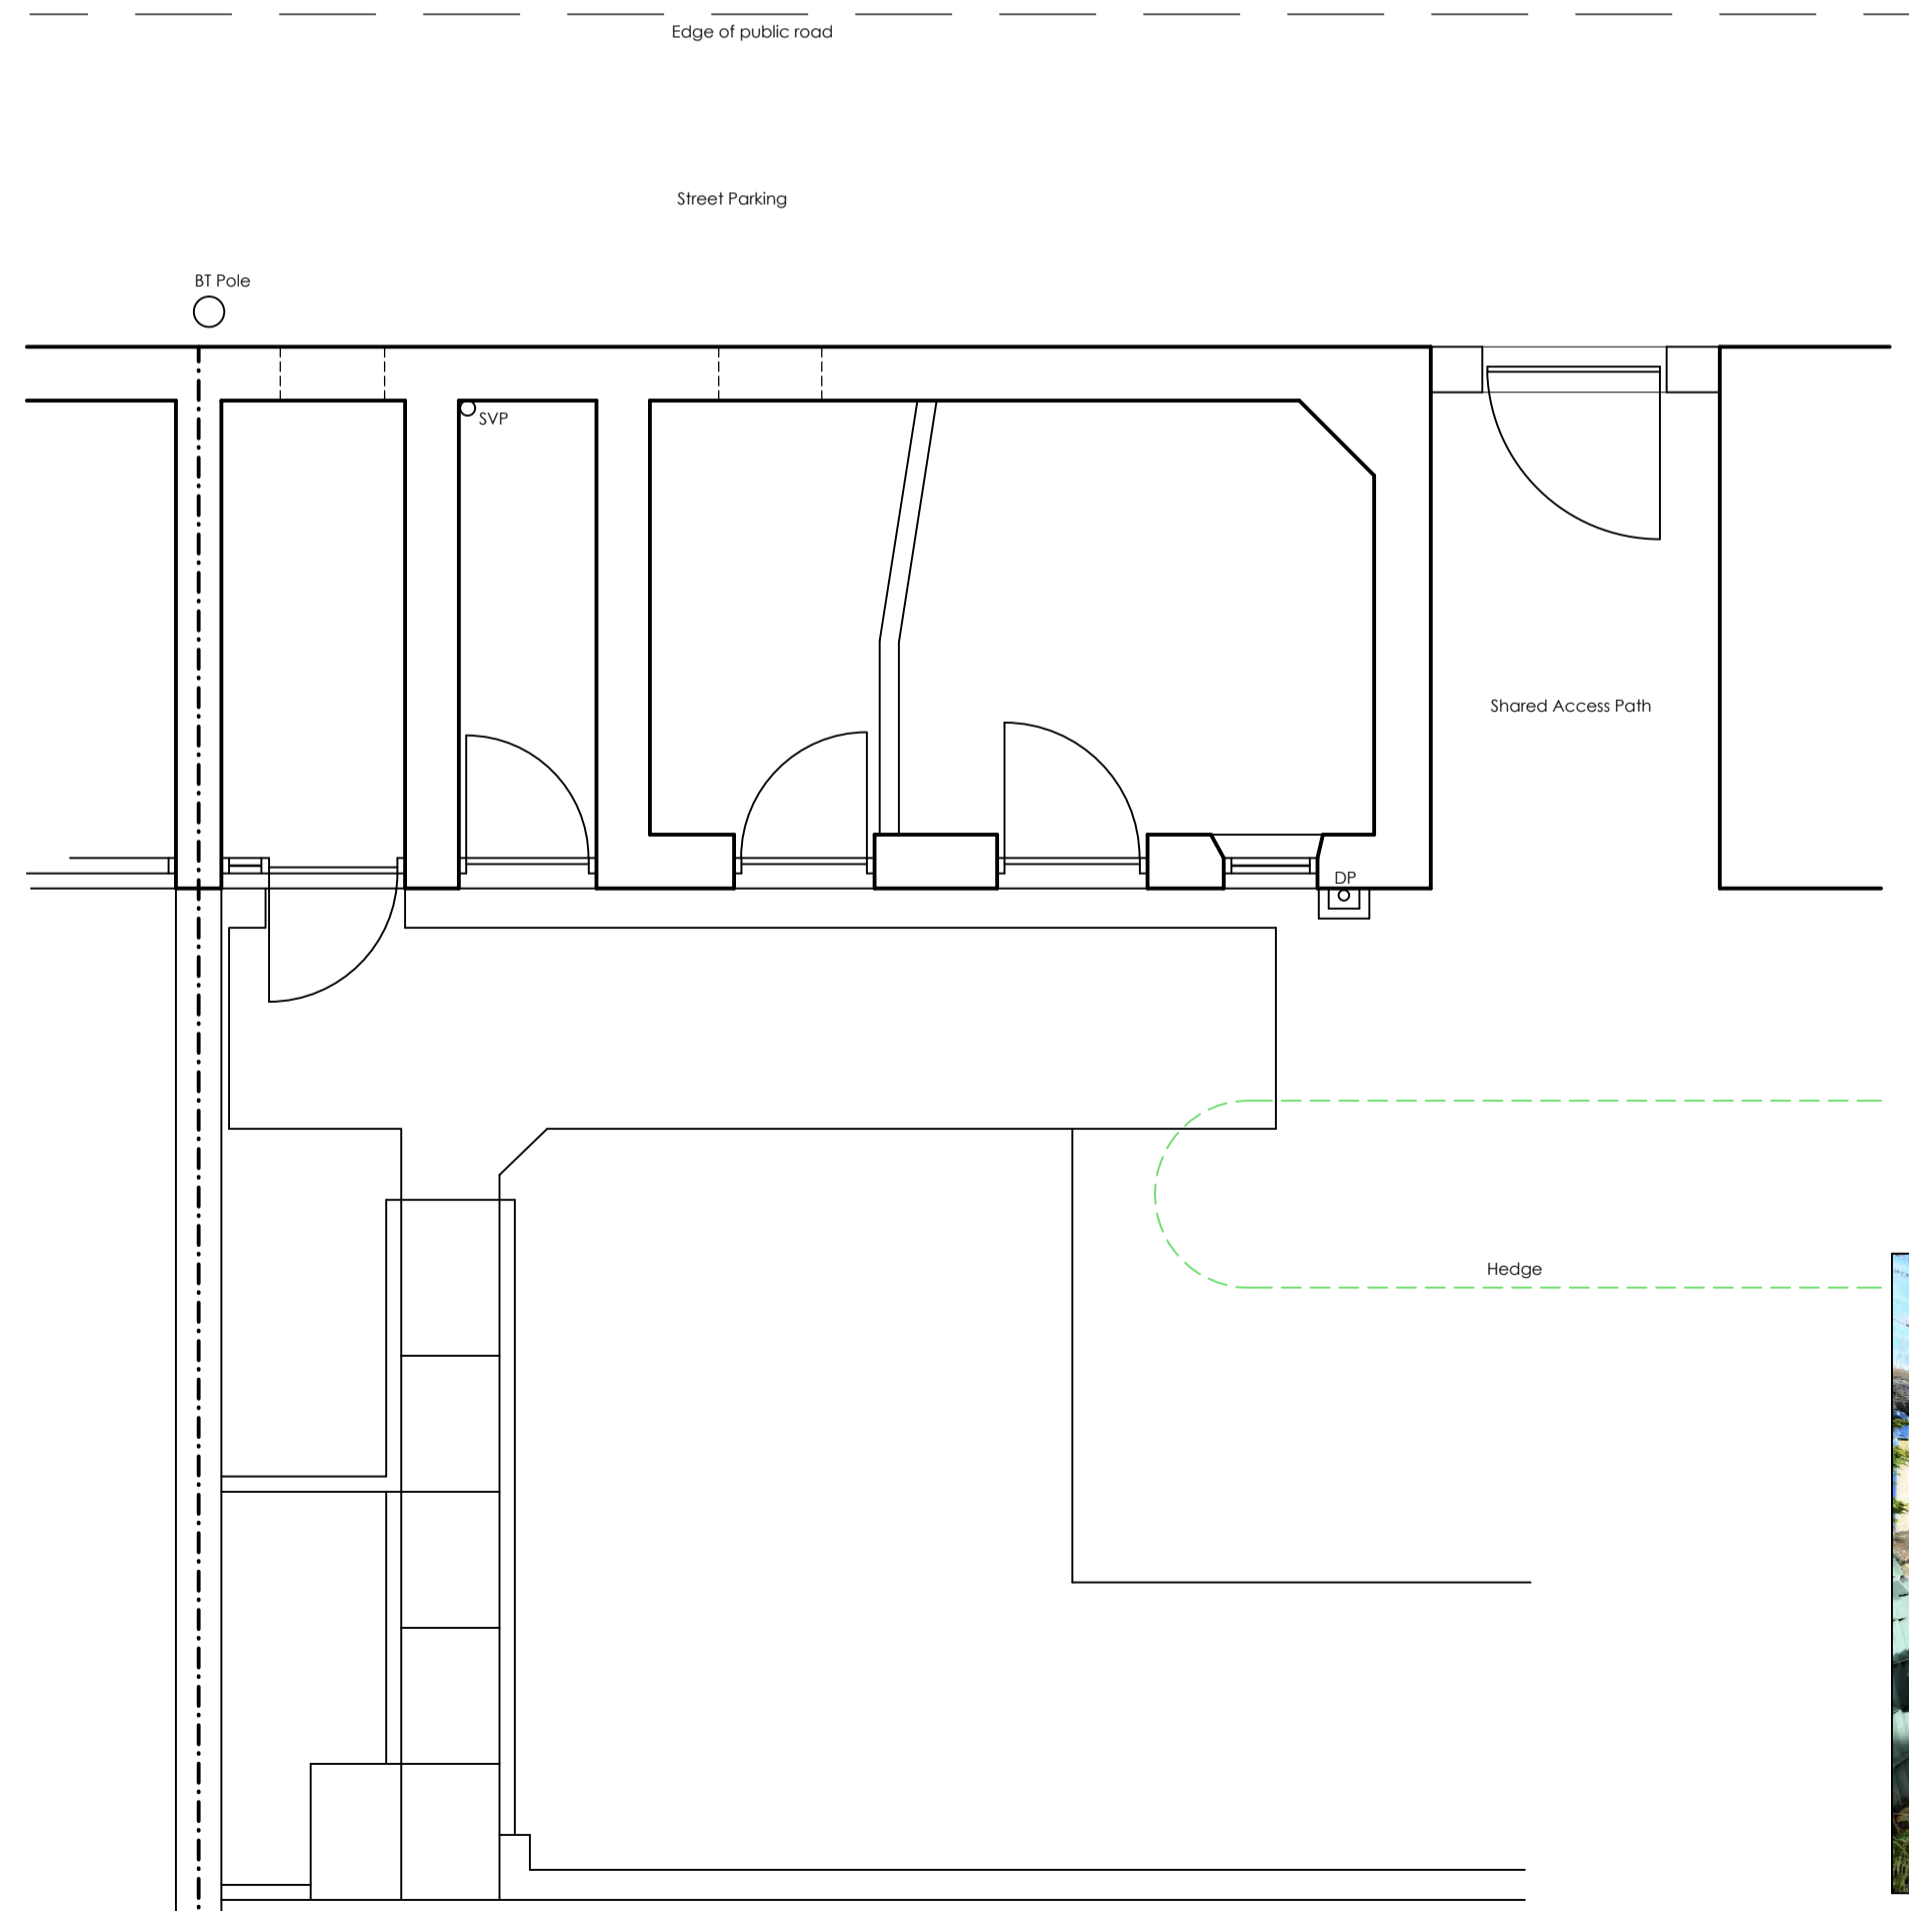 Edge of public road
Street Parking
BT Pole
SVP
Shared Access Path
DP
Hedge